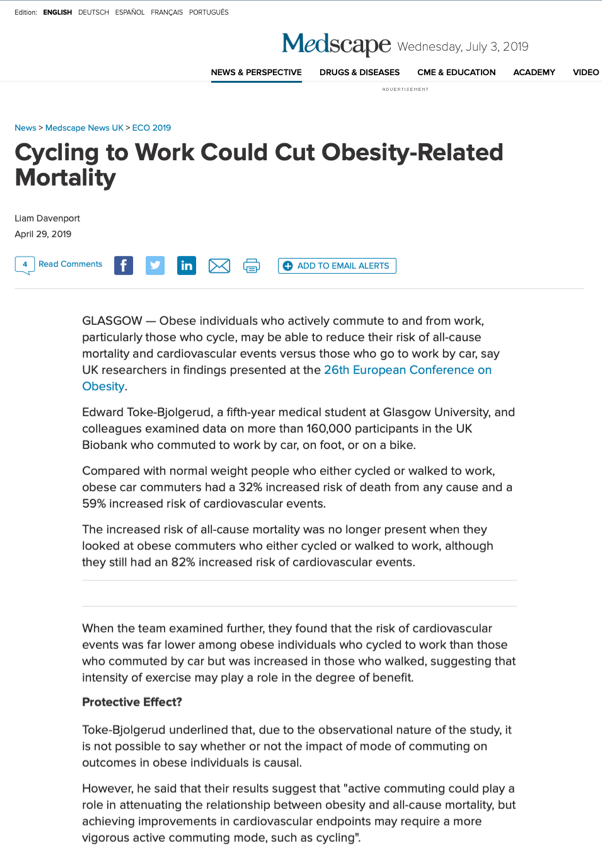 Edition: ENGLISH DEUTSCH ESPAÑOL FRANÇAIS PORTUGUÊS
Medscape Wednesday, July 3, 2019
NEWS & PERSPECTIVE DRUGS & DISEASES CME & EDUCATION ACADEMY VIDEO
ADVERTISEMENT
News > Medscape News UK > ECO 2019
Cycling to Work Could Cut Obesity-Related
Mortality
Liam Davenport
April 29, 2019
4 Read Comments f in ADD TO EMAIL ALERTS
GLASGOW — Obese individuals who actively commute to and from work,
particularly those who cycle, may be able to reduce their risk of all-cause
mortality and cardiovascular events versus those who go to work by car, say
UK researchers in findings presented at the 26th European Conference on
Obesity.
Edward Toke-Bjolgerud, a fifth-year medical student at Glasgow University, and
colleagues examined data on more than 160,000 participants in the UK
Biobank who commuted to work by car, on foot, or on a bike.
Compared with normal weight people who either cycled or walked to work,
obese car commuters had a 32% increased risk of death from any cause and a
59% increased risk of cardiovascular events.
The increased risk of all-cause mortality was no longer present when they
looked at obese commuters who either cycled or walked to work, although
they still had an 82% increased risk of cardiovascular events.
When the team examined further, they found that the risk of cardiovascular
events was far lower among obese individuals who cycled to work than those
who commuted by car but was increased in those who walked, suggesting that
intensity of exercise may play a role in the degree of benefit.
Protective Effect?
Toke-Bjolgerud underlined that, due to the observational nature of the study, it
is not possible to say whether or not the impact of mode of commuting on
outcomes in obese individuals is causal.
However, he said that their results suggest that "active commuting could play a
role in attenuating the relationship between obesity and all-cause mortality, but
achieving improvements in cardiovascular endpoints may require a more
vigorous active commuting mode, such as cycling".